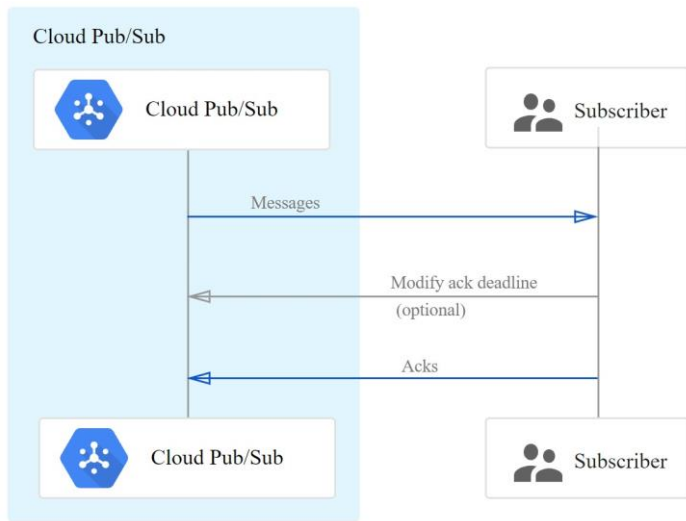 Cloud Pub/Sub
Cloud Pub/Sub
Subscriber
Messages
Modify ack deadline
(optional)
Acks
Cloud Pub/Sub
Subscriber